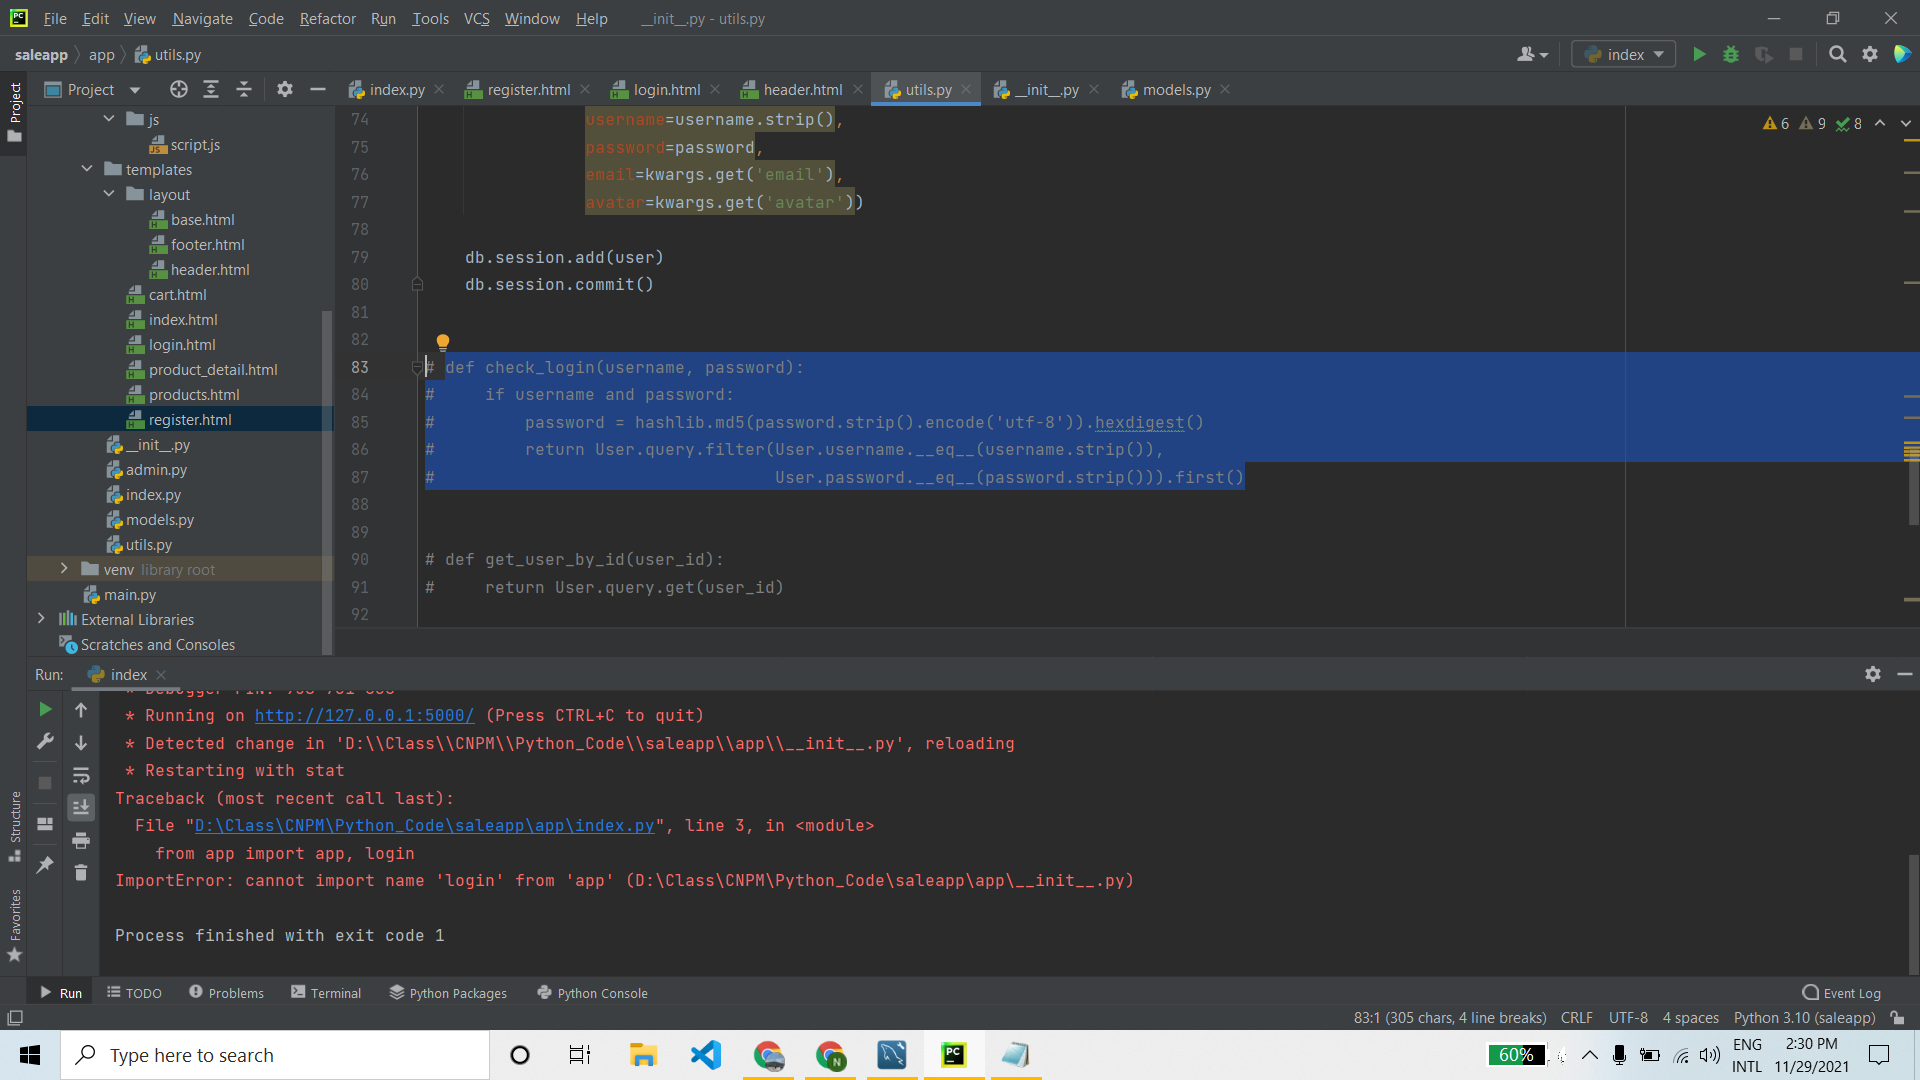 File Edit View Navigate Code Refactor Run Tools VCS Window Help __init__.py - utils.py
saleapp app utils.py
index
Project
index.py register.html login.html header.html utils.py __init__.py models.py
Project
js
script.js
templates
layout
base.html
footer.html
header.html
cart.html
index.html
login.html
product_detail.html
products.html
register.html
__init__.py
admin.py
index.py
models.py
utils.py
venv library root
main.py
External Libraries
Scratches and Consoles
6 9 8
74 username=username.strip(),
75 password=password,
76 email=kwargs.get('email'),
77 avatar=kwargs.get('avatar'))
78
79 db.session.add(user)
80 db.session.commit()
81
82
83 # def check_login(username, password):
84 # if username and password:
85 # password = hashlib.md5(password.strip().encode('utf-8')).hexdigest()
86 # return User.query.filter(User.username.__eq__(username.strip()),
87 # User.password.__eq__(password.strip())).first()
88
89
90 # def get_user_by_id(user_id):
91 # return User.query.get(user_id)
92
Run: index
* Running on http://127.0.0.1:5000/ (Press CTRL+C to quit)
* Detected change in 'D:\\Class\\CNPM\\Python_Code\\saleapp\\app\\__init__.py', reloading
* Restarting with stat
Traceback (most recent call last):
File "D:\Class\CNPM\Python_Code\saleapp\app\index.py", line 3, in <module>
from app import app, login
ImportError: cannot import name 'login' from 'app' (D:\Class\CNPM\Python_Code\saleapp\app\__init__.py)
Process finished with exit code 1
Structure
Favorites
Run TODO Problems Terminal Python Packages Python Console Event Log
83:1 (305 chars, 4 line breaks) CRLF UTF-8 4 spaces Python 3.10 (saleapp)
Type here to search
60%
ENG
INTL
2:30 PM
11/29/2021